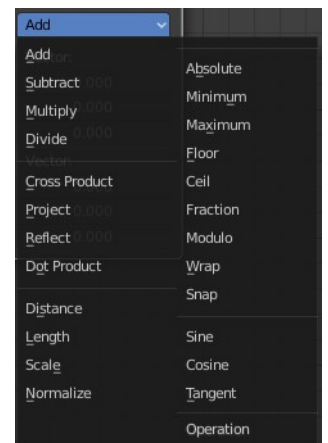 Add
Add
Subtract
Multiply
Divide
Cross Product
Project
Reflect
Dot Product
Distance
Length
Scale
Normalize
Absolute
Minimum
Maximum
Floor
Ceil
Fraction
Modulo
Wrap
Snap
Sine
Cosine
Tangent
Operation